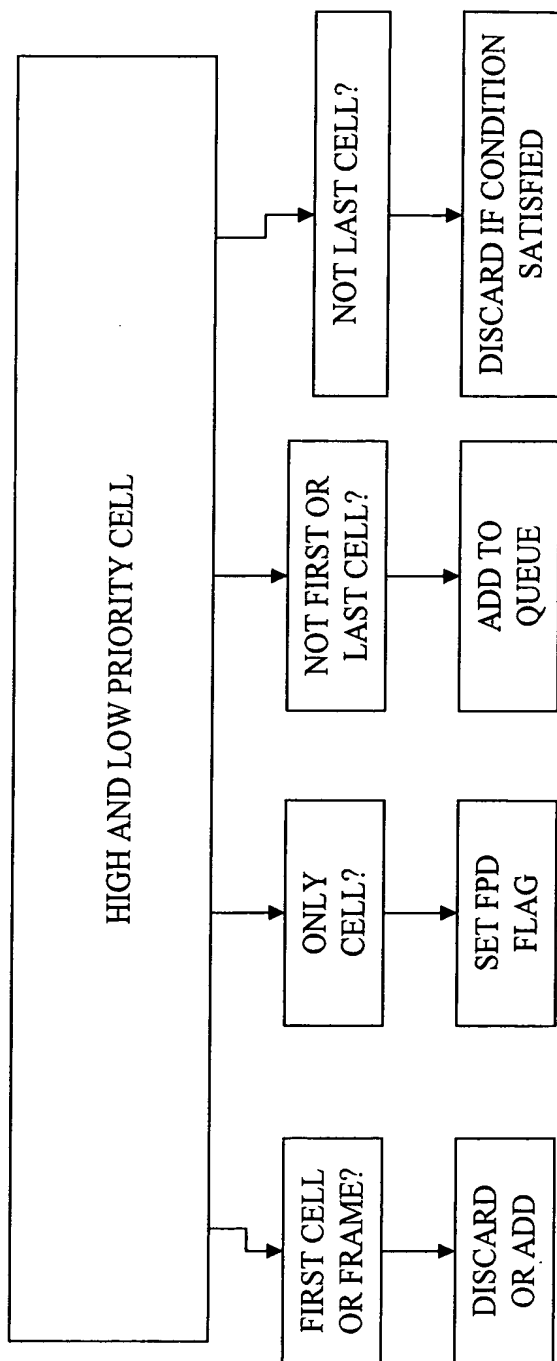 HIGH AND LOW PRIORITY CELL
FIRST CELL
OR FRAME?
ONLY
CELL?
NOT FIRST OR
LAST CELL?
NOT LAST CELL?
DISCARD
OR ADD
SET FPD
FLAG
ADD TO
QUEUE
DISCARD IF CONDITION
SATISFIED